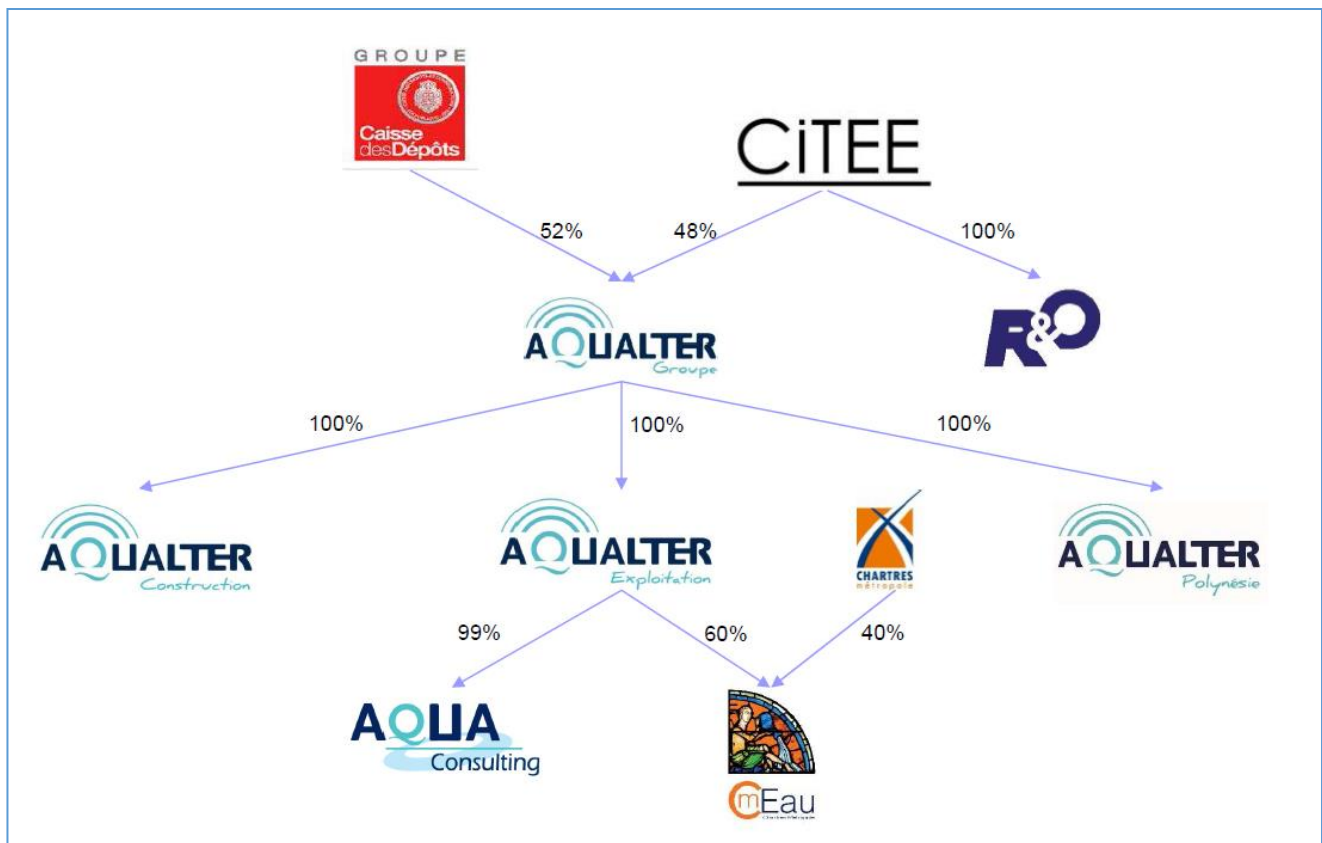 GROUPE
Caisse
desDépôts
CiTEE
52%
48%
100%
AQUALTER
Groupe
R&O
100%
100%
100%
AQUALTER
Construction
AQUALTER
Exploitation
CHARTRES
métropole
AQUALTER
Polynésie
99%
60%
40%
AQUA
Consulting
CmEau